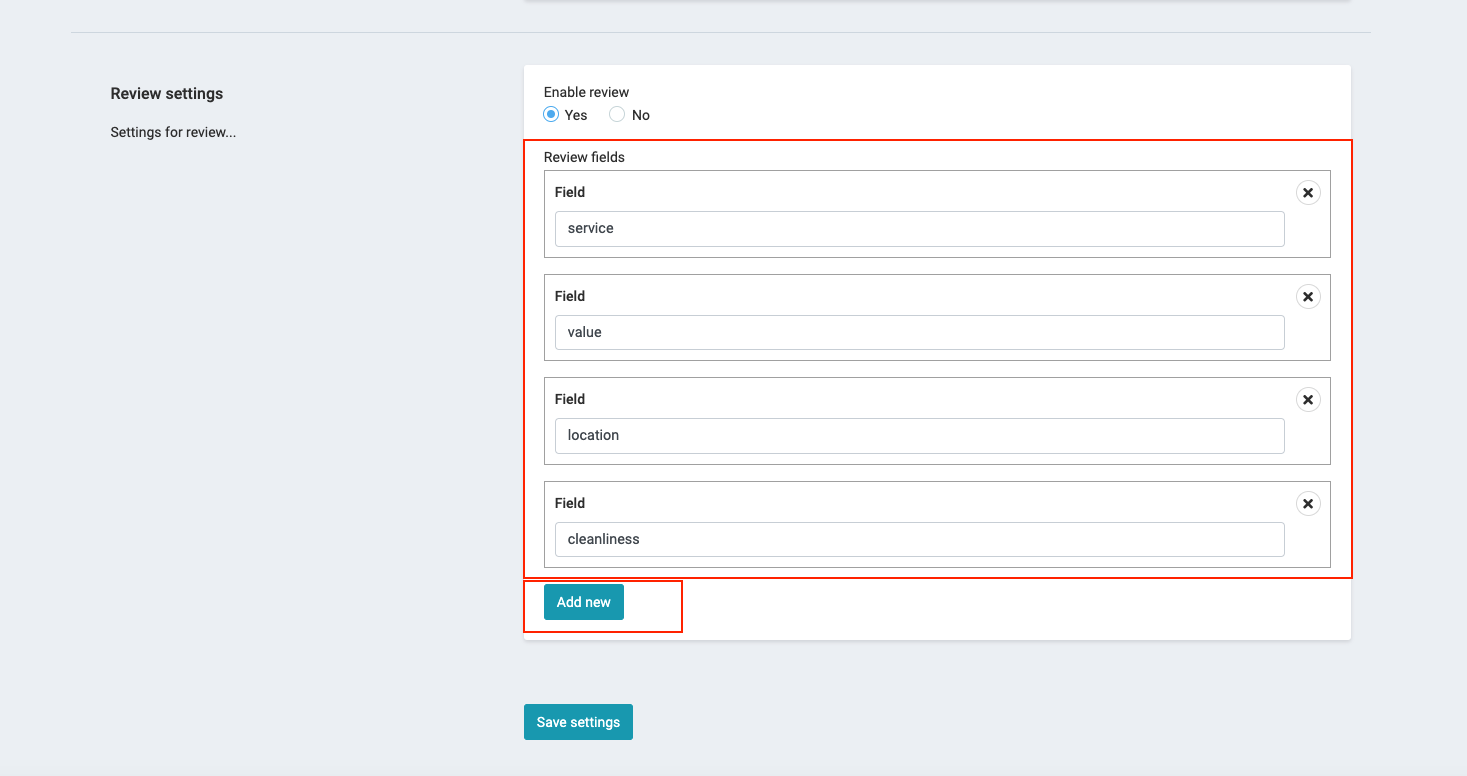 Review settings
Settings for review...
Enable review
Yes No
Review fields
Field
service
Field
value
Field
location
Field
cleanliness
Add new
Save settings